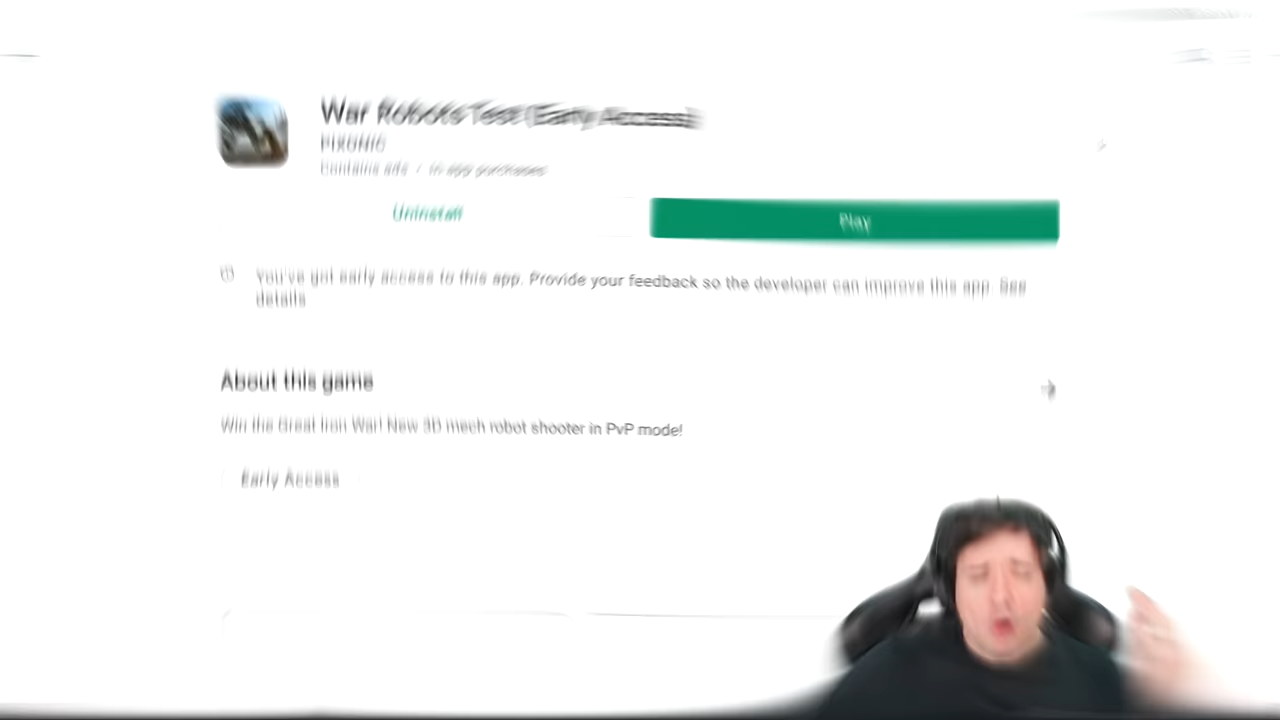 War Robots Test (Early Access)
PIXONIC
Contains ads · In-app purchases
Uninstall
Play
You've got early access to this app. Provide your feedback so the developer can improve this app. See
details
About this game
Win the Great Iron War! New 3D mech robot shooter in PvP mode!
Early Access